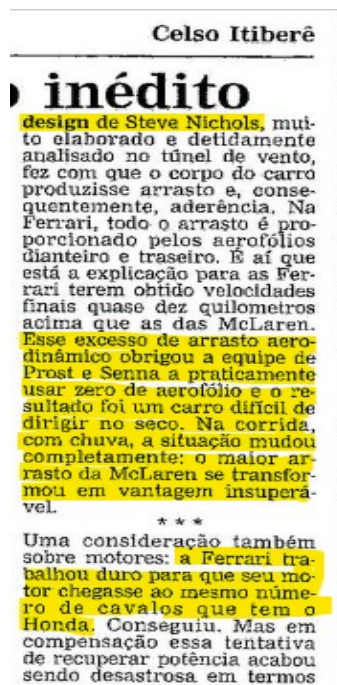 Celso Itiberê
inédito
design de Steve Nichols, mui-
to elaborado e detidamente
analisado no túnel de vento,
fez com que o corpo do carro
produzisse arrasto e, conse-
quentemente, aderência. Na
Ferrari, todo o arrasto é pro-
porcionado pelos aerofólios
dianteiro e traseiro. É aí que
está a explicação para as Fer-
rari terem obtido velocidades
finais quase dez quilometros
acima que as das McLaren.
Esse excesso de arrasto aero-
dinâmico obrigou a equipe de
Prost e Senna a praticamente
usar zero de aerofólio e o re-
sultado foi um carro difícil de
dirigir no seco. Na corrida,
com chuva, a situação mudou
completamente: o maior ar-
rasto da McLaren se transfor-
mou em vantagem insuperá-
vel.
* * *
Uma consideração também
sobre motores: a Ferrari tra-
balhou duro para que seu mo-
tor chegasse ao mesmo núme-
ro de cavalos que tem o
Honda. Conseguiu. Mas em
compensação essa tentativa
de recuperar potência acabou
sendo desastrosa em termos